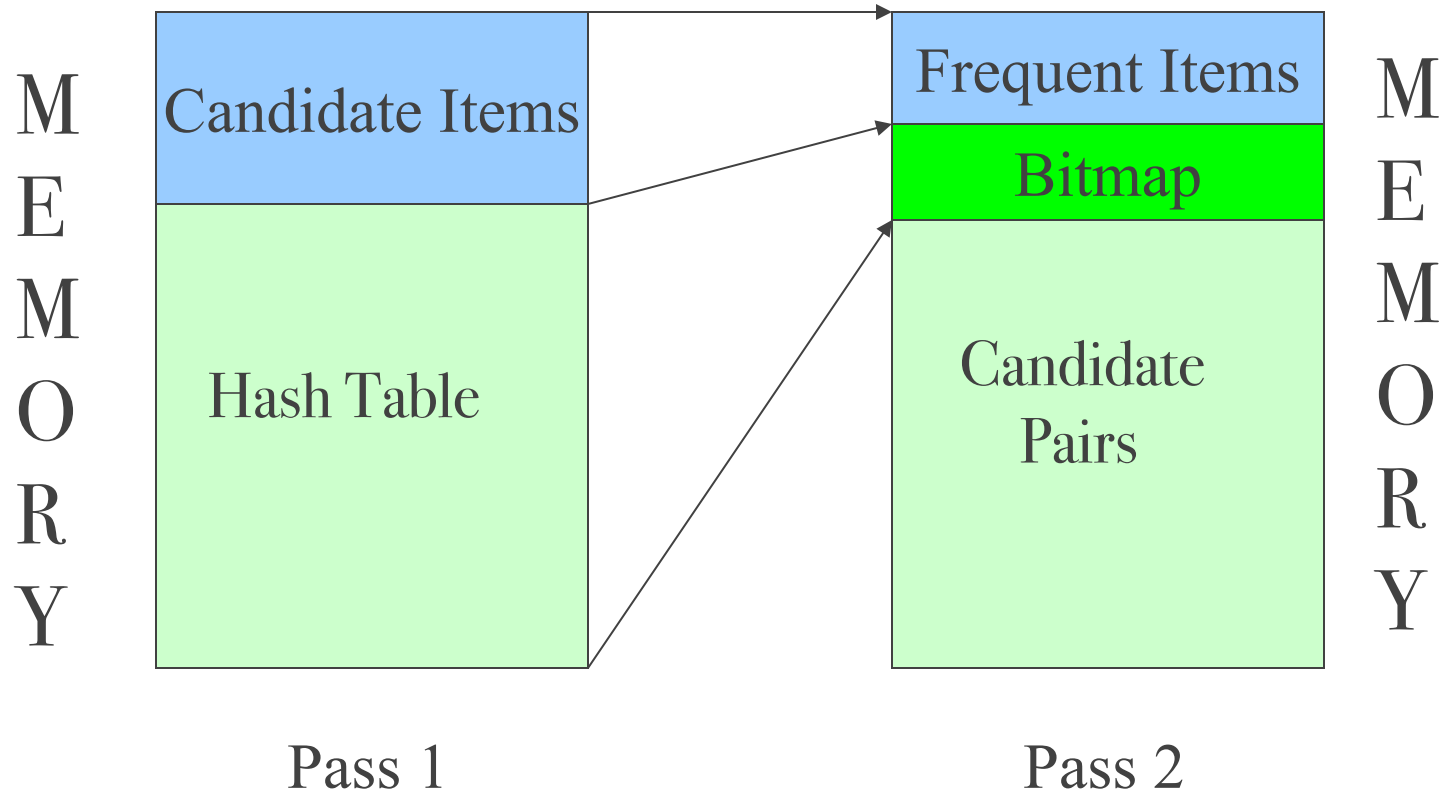 M
E
M
O
R
Y
Candidate Items
Hash Table
Pass 1
Frequent Items
Bitmap
Candidate
Pairs
Pass 2
M
E
M
O
R
Y